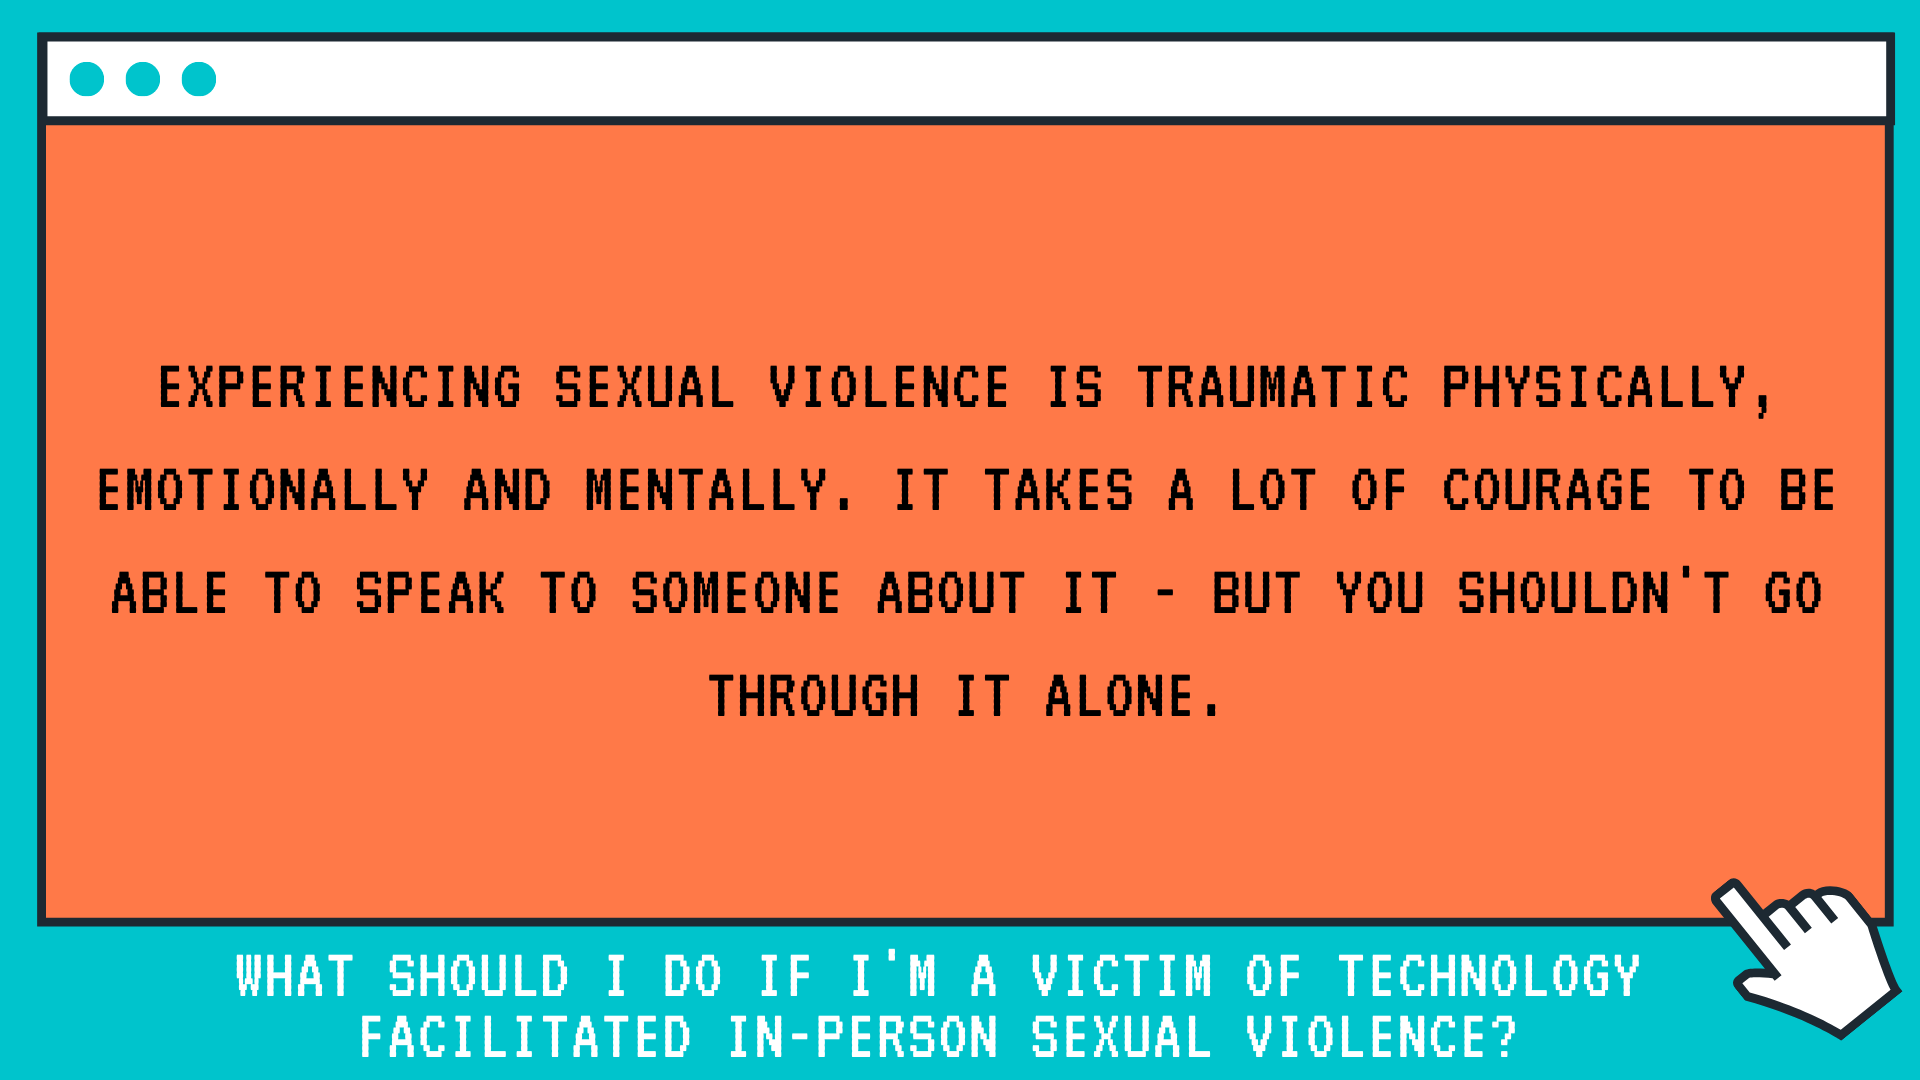 EXPERIENCING SEXUAL VIOLENCE IS TRAUMATIC PHYSICALLY,
EMOTIONALLY AND MENTALLY. IT TAKES A LOT OF COURAGE TO BE
ABLE TO SPEAK TO SOMEONE ABOUT IT - BUT YOU SHOULDN'T GO
THROUGH IT ALONE.
WHAT SHOULD I DO IF I'M A VICTIM OF TECHNOLOGY
FACILITATED IN-PERSON SEXUAL VIOLENCE?